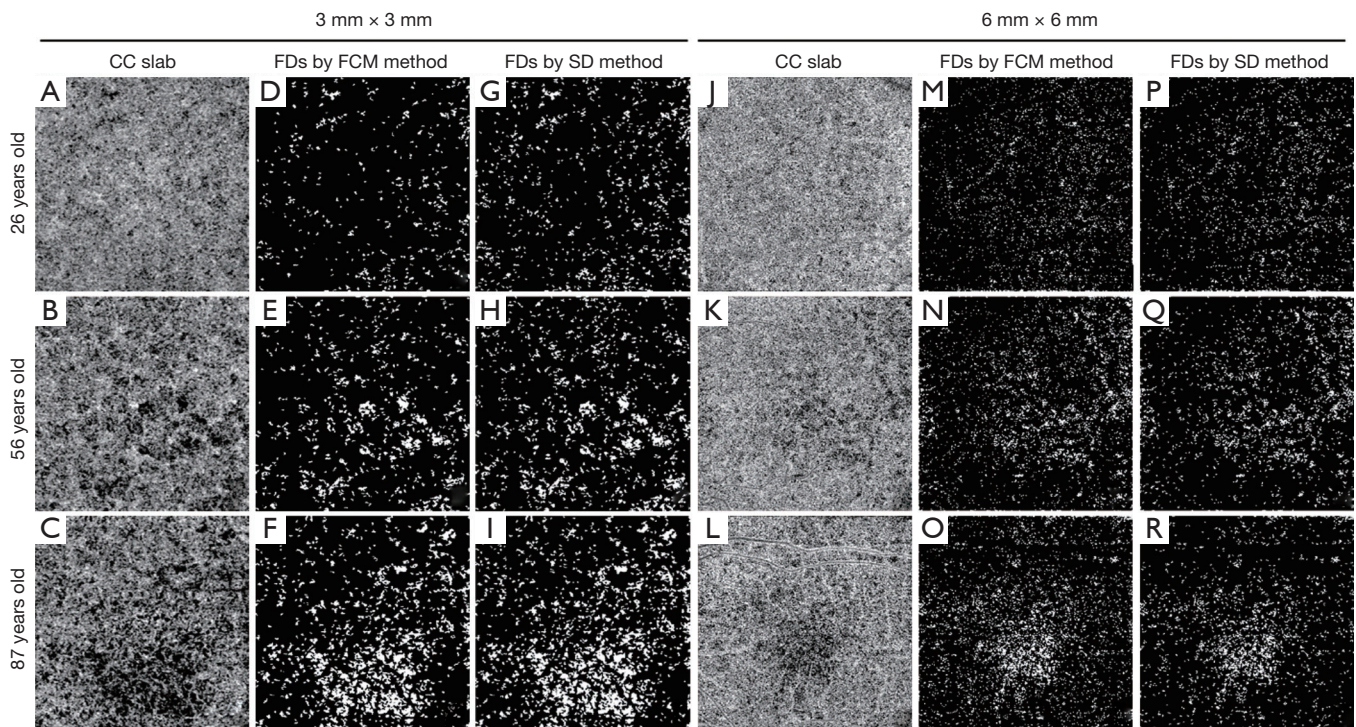 3 mm × 3 mm
6 mm × 6 mm
CC slab
FDs by FCM method
FDs by SD method
CC slab
FDs by FCM method
FDs by SD method
26 years old
A
D
G
J
M
P
56 years old
B
E
H
K
N
Q
87 years old
C
F
I
L
O
R